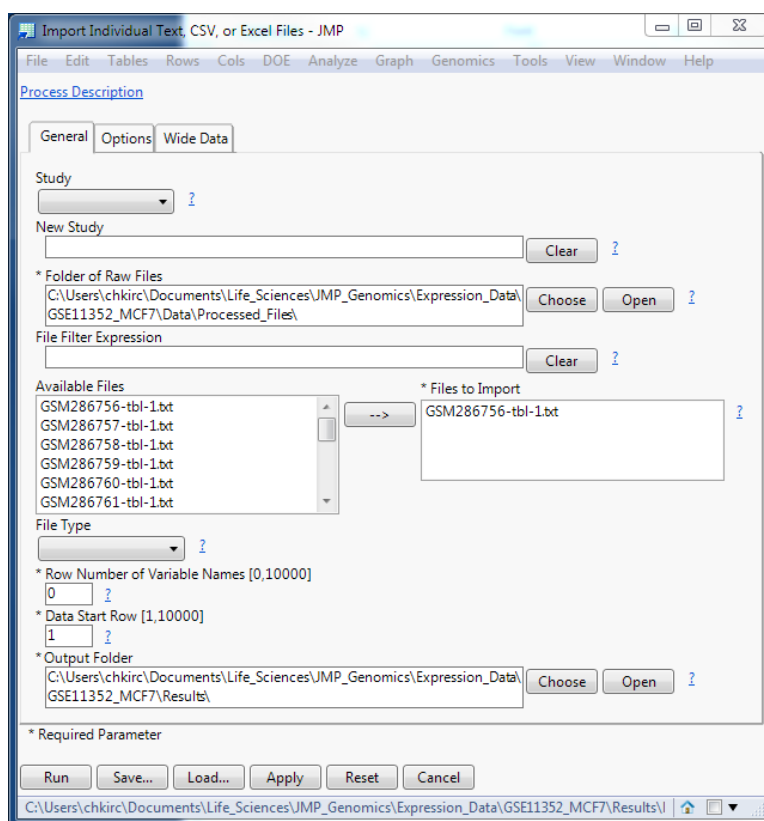 Import Individual Text, CSV, or Excel Files - JMP
File Edit Tables Rows Cols DOE Analyze Graph Genomics Tools View Window Help
Process Description
General Options Wide Data
Study
?
New Study
Clear ?
* Folder of Raw Files
C:\Users\chkirc\Documents\Life_Sciences\JMP_Genomics\Expression_Data\
GSE11352_MCF7\Data\Processed_Files\
Choose Open ?
File Filter Expression
Clear ?
Available Files
GSM286756-tbl-1.txt
GSM286757-tbl-1.txt
GSM286758-tbl-1.txt
GSM286759-tbl-1.txt
GSM286760-tbl-1.txt
GSM286761-tbl-1.txt
-->
* Files to Import
GSM286756-tbl-1.txt
?
File Type
?
* Row Number of Variable Names [0,10000]
0 ?
* Data Start Row [1,10000]
1 ?
* Output Folder
C:\Users\chkirc\Documents\Life_Sciences\JMP_Genomics\Expression_Data\
GSE11352_MCF7\Results\
Choose Open ?
* Required Parameter
Run Save... Load... Apply Reset Cancel
C:\Users\chkirc\Documents\Life_Sciences\JMP_Genomics\Expression_Data\GSE11352_MCF7\Results\